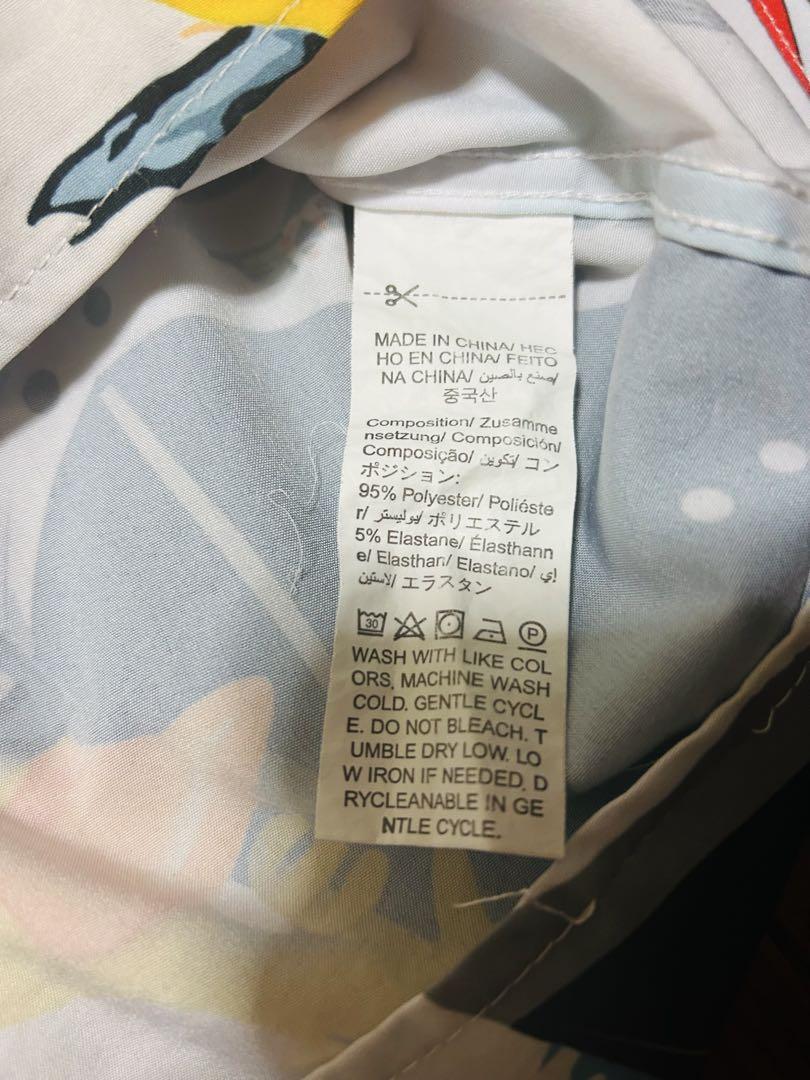 MADE IN CHINA/ HEC
HO EN CHINA/ FEITO
NA CHINA/ صنع بالصين/
중국산
Composition/ Zusamme
nsetzung/ Composición/
Composição/ تكوين/ コン
ポジション:
95% Polyester/ Poliéste
r/ بوليستر/ ポリエステル
5% Elastane/ Élasthann
e/ Elasthan/ Elastano/ إي
لاستين/ エラスタン
30 P
WASH WITH LIKE COL
ORS, MACHINE WASH
COLD. GENTLE CYCL
E. DO NOT BLEACH. T
UMBLE DRY LOW. LO
W IRON IF NEEDED, D
RYCLEANABLE IN GE
NTLE CYCLE.